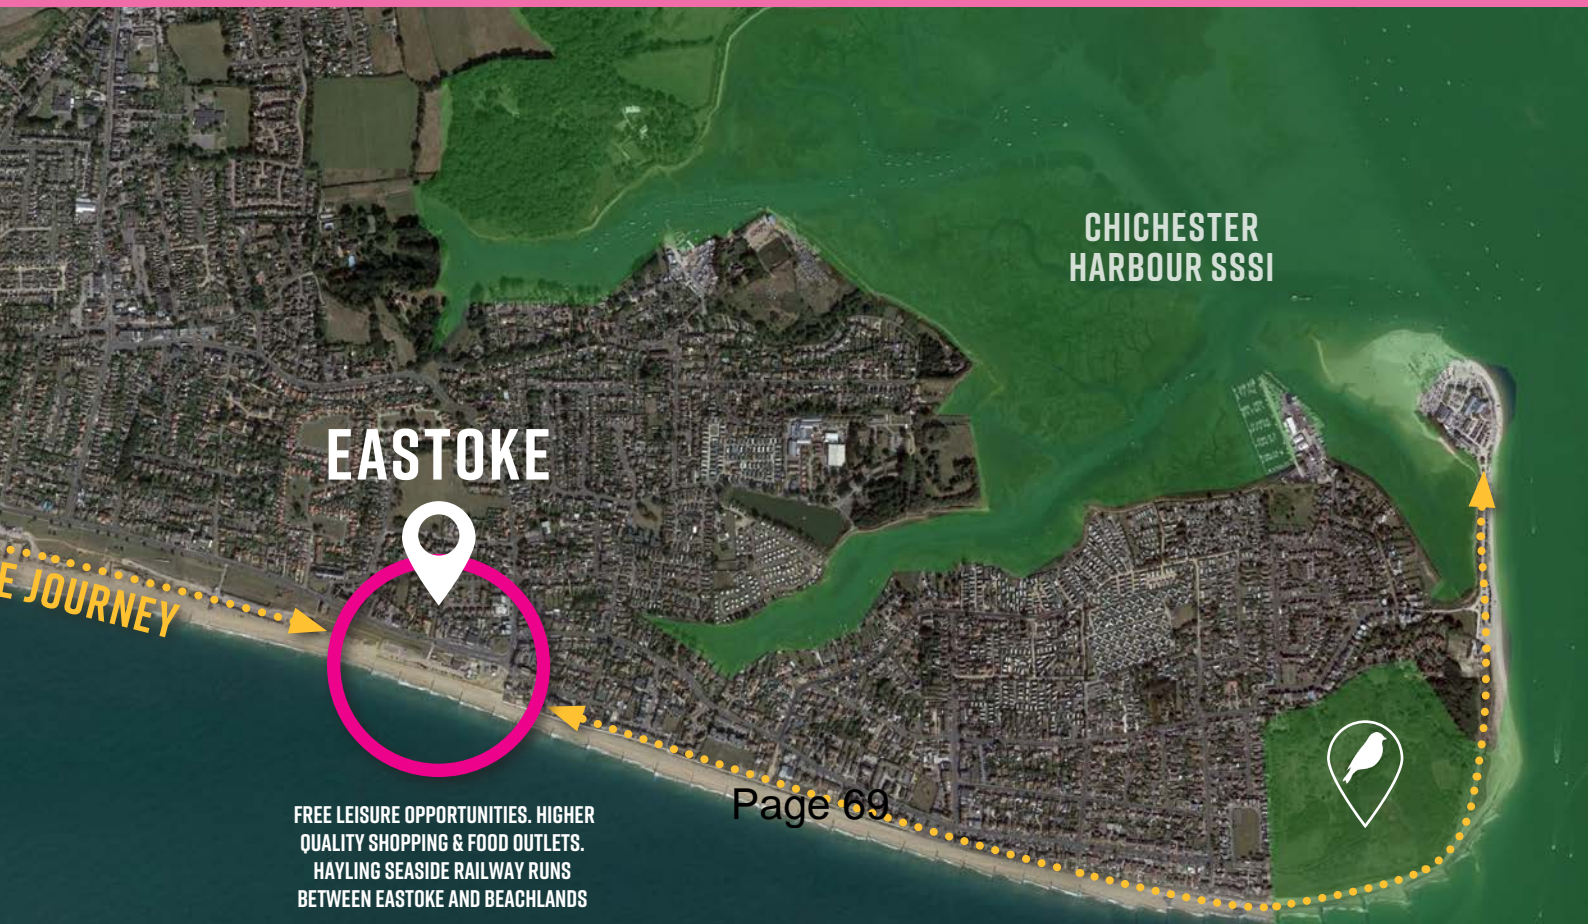 CHICHESTER
HARBOUR SSSI
EASTOKE
E JOURNEY
Page 69
FREE LEISURE OPPORTUNITIES. HIGHER
QUALITY SHOPPING & FOOD OUTLETS.
HAYLING SEASIDE RAILWAY RUNS
BETWEEN EASTOKE AND BEACHLANDS